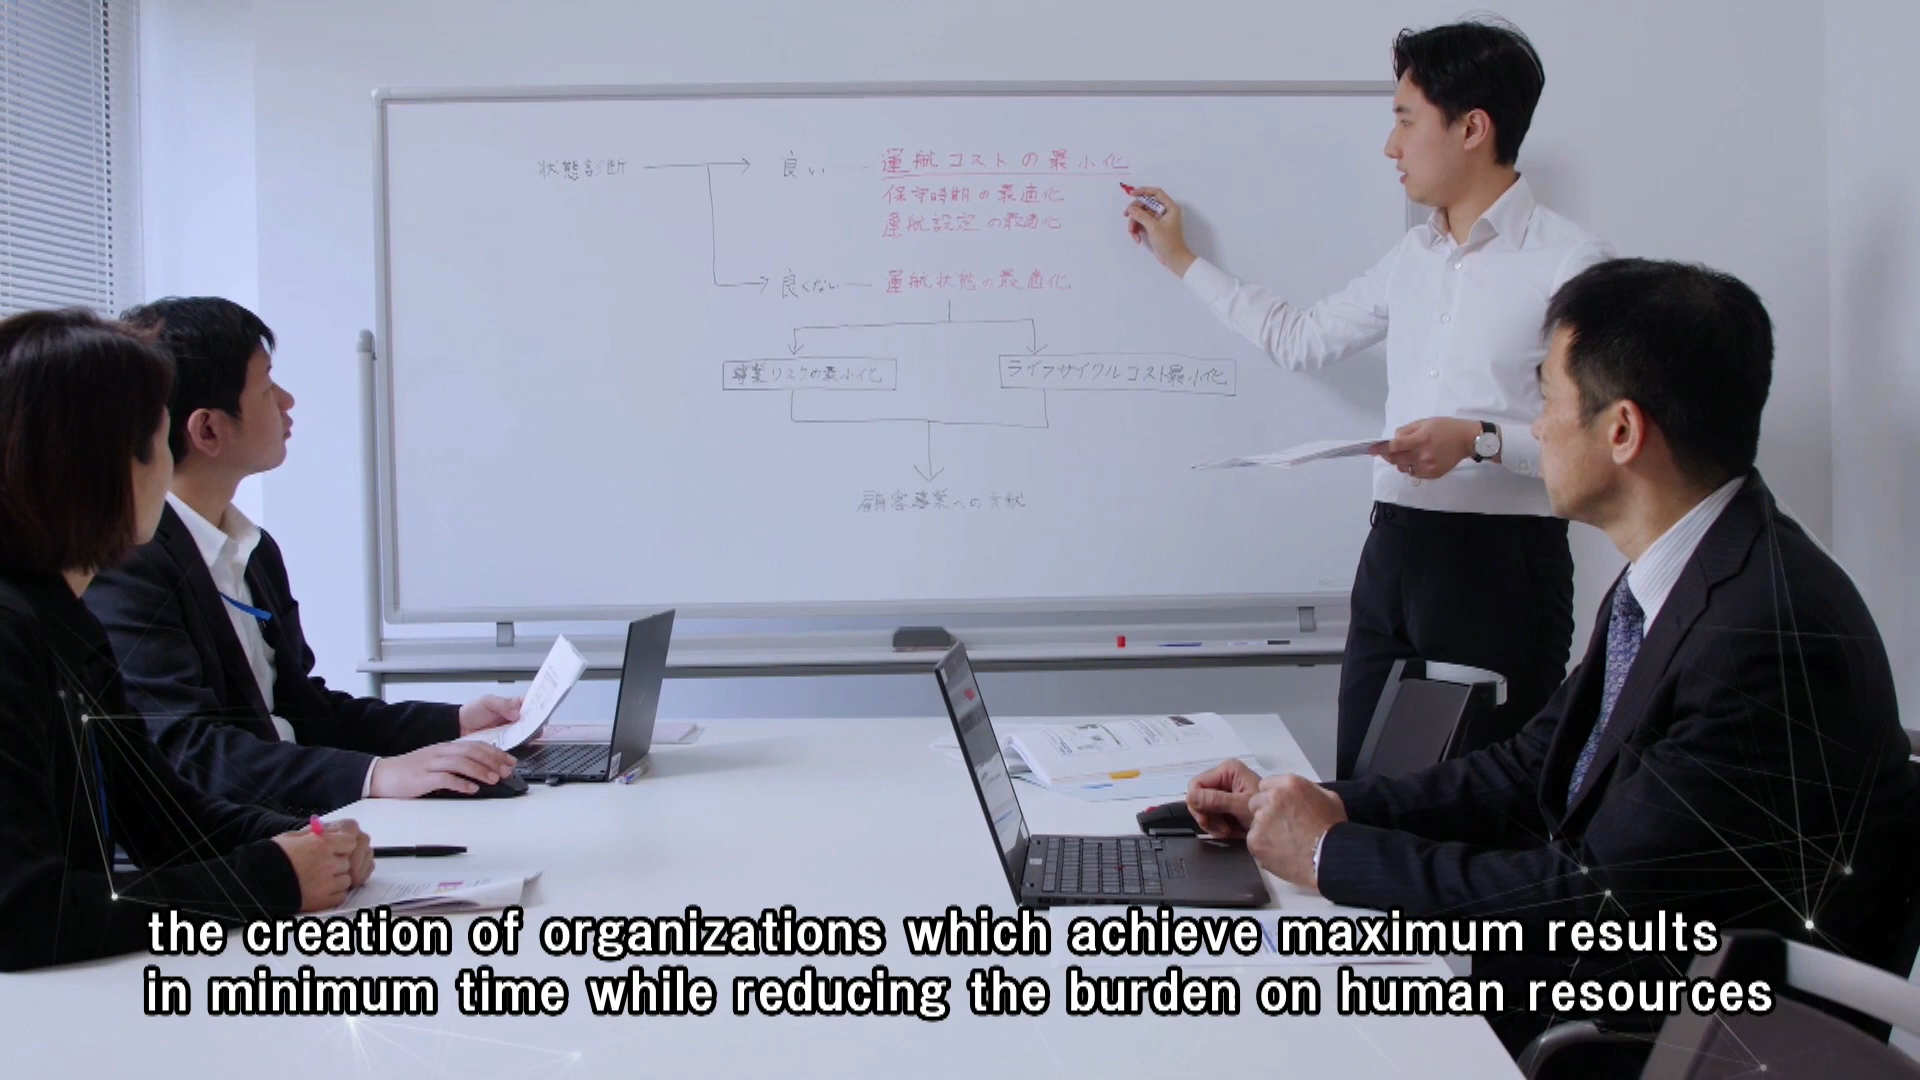 状態診断
良い
運航コストの最小化
保守時期の最適化
運航設定の最適化
良くない
運航状態の最適化
事業リスクの最小化
ライフサイクルコスト最小化
顧客事業への貢献
the creation of organizations which achieve maximum results
in minimum time while reducing the burden on human resources